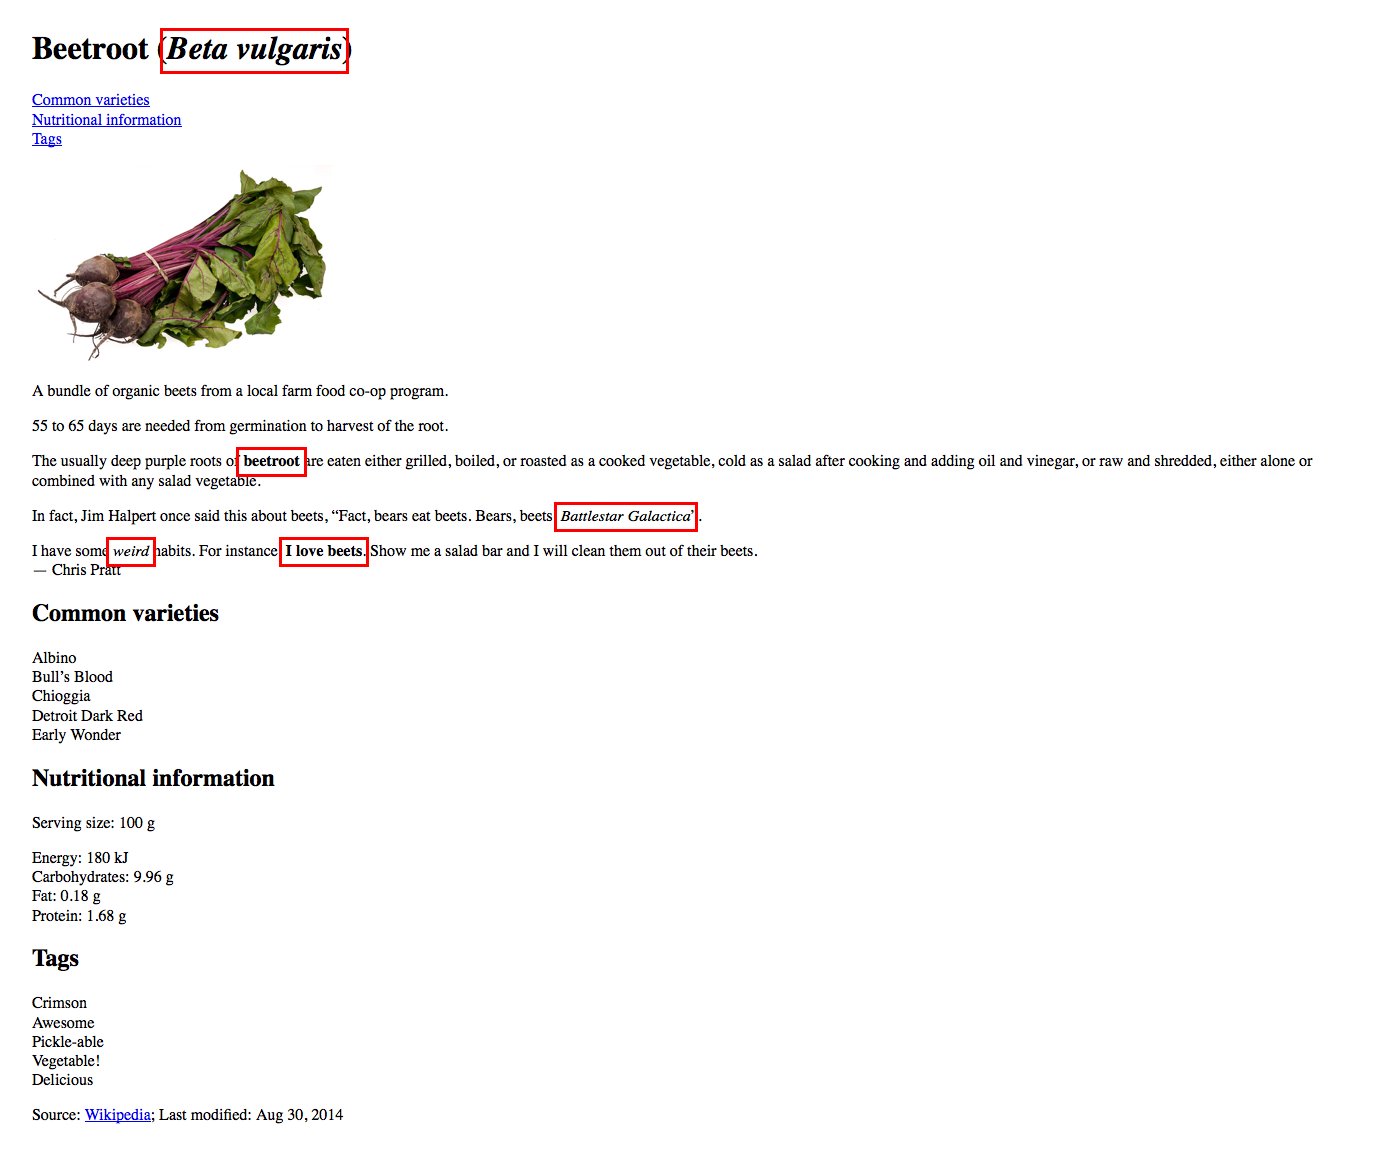 Beetroot (Beta vulgaris)
Common varieties
Nutritional information
Tags
A bundle of organic beets from a local farm food co-op program.
55 to 65 days are needed from germination to harvest of the root.
The usually deep purple roots of beetroot are eaten either grilled, boiled, or roasted as a cooked vegetable, cold as a salad after cooking and adding oil and vinegar, or raw and shredded, either alone or
combined with any salad vegetable.
In fact, Jim Halpert once said this about beets, “Fact, bears eat beets. Bears, beets Battlestar Galactica”.
I have some weird habits. For instance I love beets. Show me a salad bar and I will clean them out of their beets.
— Chris Pratt
Common varieties
Albino
Bull’s Blood
Chioggia
Detroit Dark Red
Early Wonder
Nutritional information
Serving size: 100 g
Energy: 180 kJ
Carbohydrates: 9.96 g
Fat: 0.18 g
Protein: 1.68 g
Tags
Crimson
Awesome
Pickle-able
Vegetable!
Delicious
Source: Wikipedia; Last modified: Aug 30, 2014